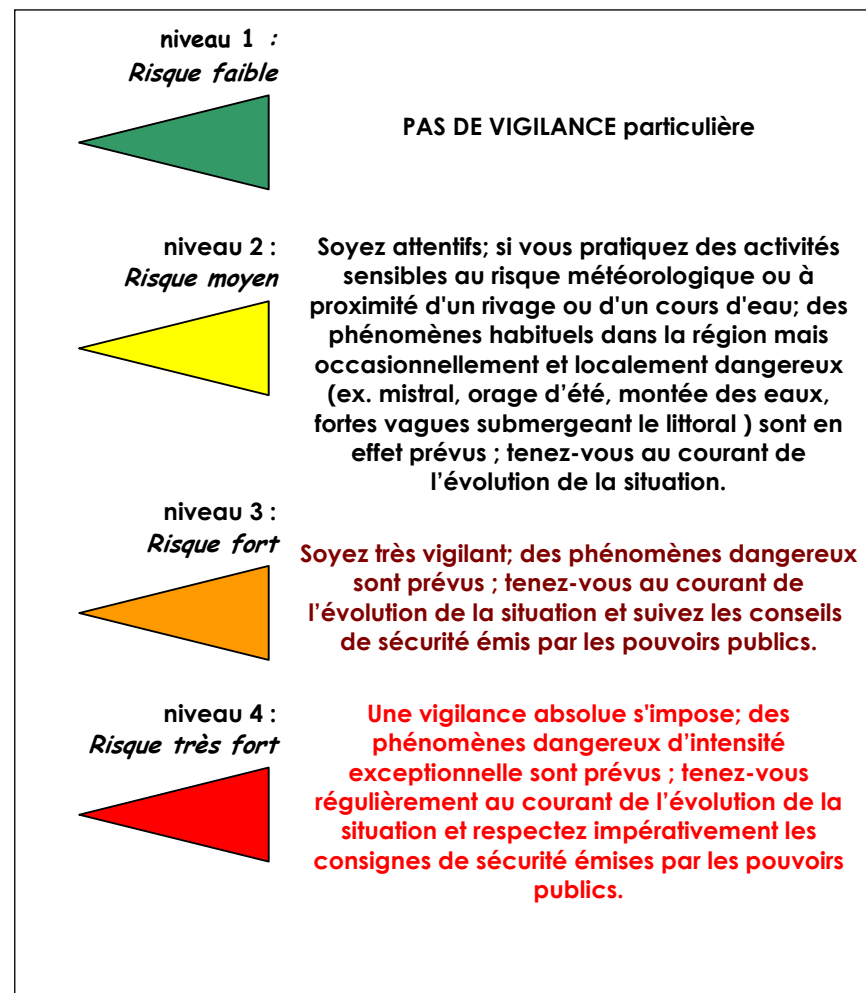 niveau 1 :
Risque faible
PAS DE VIGILANCE particulière
niveau 2 :
Risque moyen
Soyez attentifs; si vous pratiquez des activités
sensibles au risque météorologique ou à
proximité d'un rivage ou d'un cours d'eau; des
phénomènes habituels dans la région mais
occasionnellement et localement dangereux
(ex. mistral, orage d’été, montée des eaux,
fortes vagues submergeant le littoral ) sont en
effet prévus ; tenez-vous au courant de
l’évolution de la situation.
niveau 3 :
Risque fort
Soyez très vigilant; des phénomènes dangereux
sont prévus ; tenez-vous au courant de
l’évolution de la situation et suivez les conseils
de sécurité émis par les pouvoirs publics.
niveau 4 :
Risque très fort
Une vigilance absolue s'impose; des
phénomènes dangereux d’intensité
exceptionnelle sont prévus ; tenez-vous
régulièrement au courant de l’évolution de la
situation et respectez impérativement les
consignes de sécurité émises par les pouvoirs
publics.